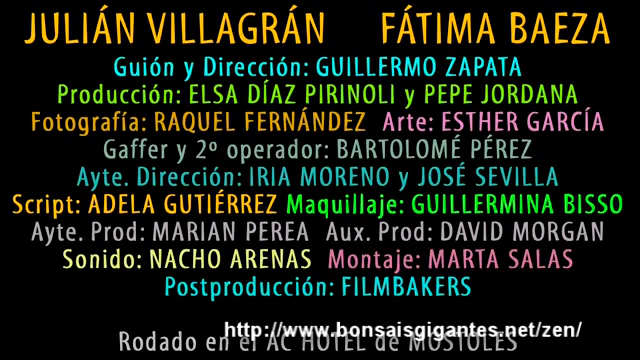 JULIÁN VILLAGRÁN FÁTIMA BAEZA
Guión y Dirección: GUILLERMO ZAPATA
Producción: ELSA DÍAZ PIRINOLI y PEPE JORDANA
Fotografía: RAQUEL FERNÁNDEZ Arte: ESTHER GARCÍA
Gaffer y 2º operador: BARTOLOMÉ PÉREZ
Ayte. Dirección: IRIA MORENO y JOSÉ SEVILLA
Script: ADELA GUTIÉRREZ Maquillaje: GUILLERMINA BISSO
Ayte. Prod: MARIAN PEREA Aux. Prod: DAVID MORGAN
Sonido: NACHO ARENAS Montaje: MARTA SALAS
Postproducción: FILMBAKERS
http://www.bonsaisgigantes.net/zen/
Rodado en el AC HOTEL de MÓSTOLES